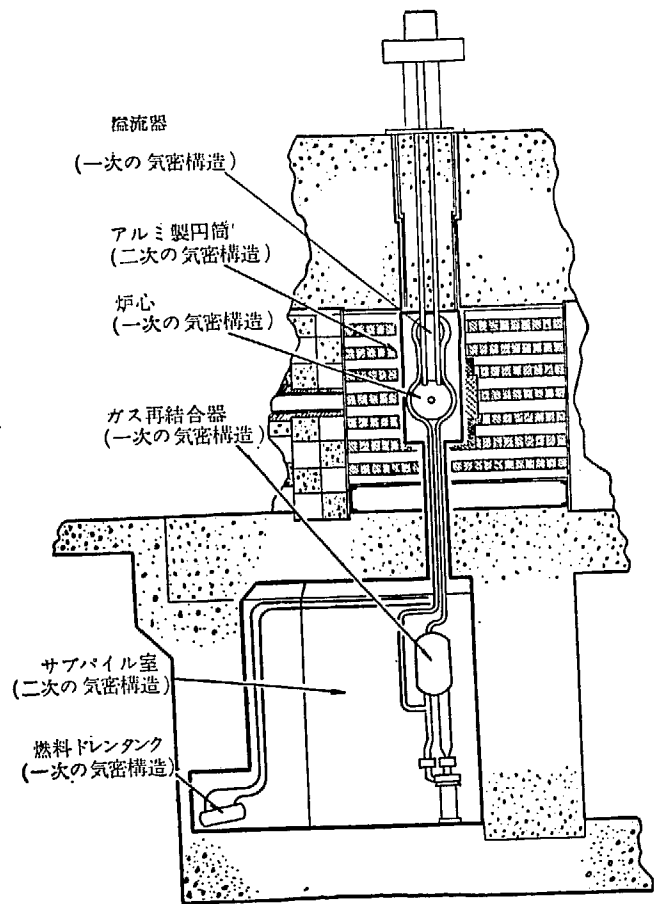 溢流器
(一次の気密構造)
アルミ製円筒
(二次の気密構造)
炉心
(一次の気密構造)
ガス再結合器
(一次の気密構造)
サブパイル室
(二次の気密構造)
燃料ドレンタンク
(一次の気密構造)